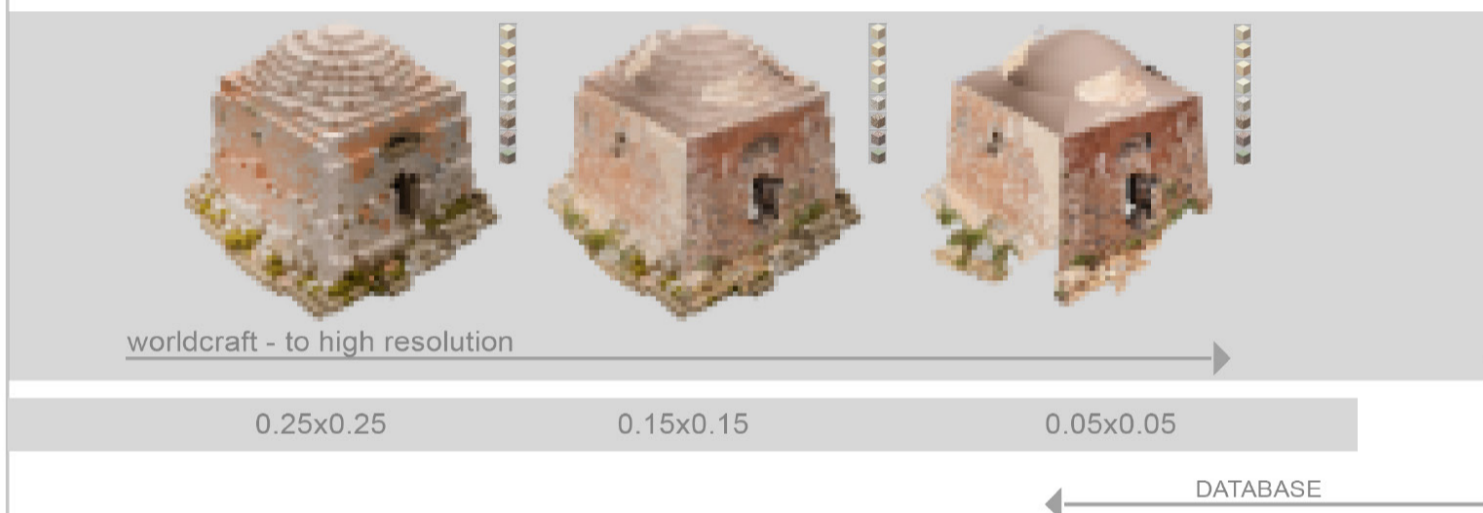 worldcraft - to high resolution
0.25x0.25 0.15x0.15 0.05x0.05
DATABASE